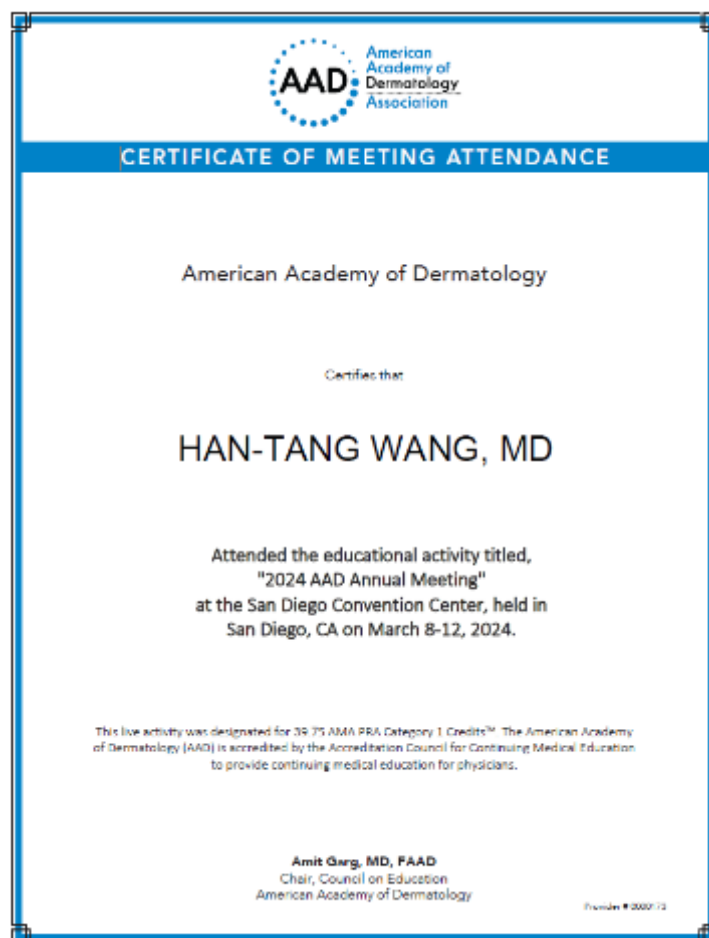 AAD
American
Academy of
Dermatology
Association
CERTIFICATE OF MEETING ATTENDANCE
American Academy of Dermatology
Certifies that
HAN-TANG WANG, MD
Attended the educational activity titled,
"2024 AAD Annual Meeting"
at the San Diego Convention Center, held in
San Diego, CA on March 8-12, 2024.
This live activity was designated for 39.75 AMA PRA Category 1 Credits™. The American Academy
of Dermatology (AAD) is accredited by the Accreditation Council for Continuing Medical Education
to provide continuing medical education for physicians.
Amit Garg, MD, FAAD
Chair, Council on Education
American Academy of Dermatology
Provider #